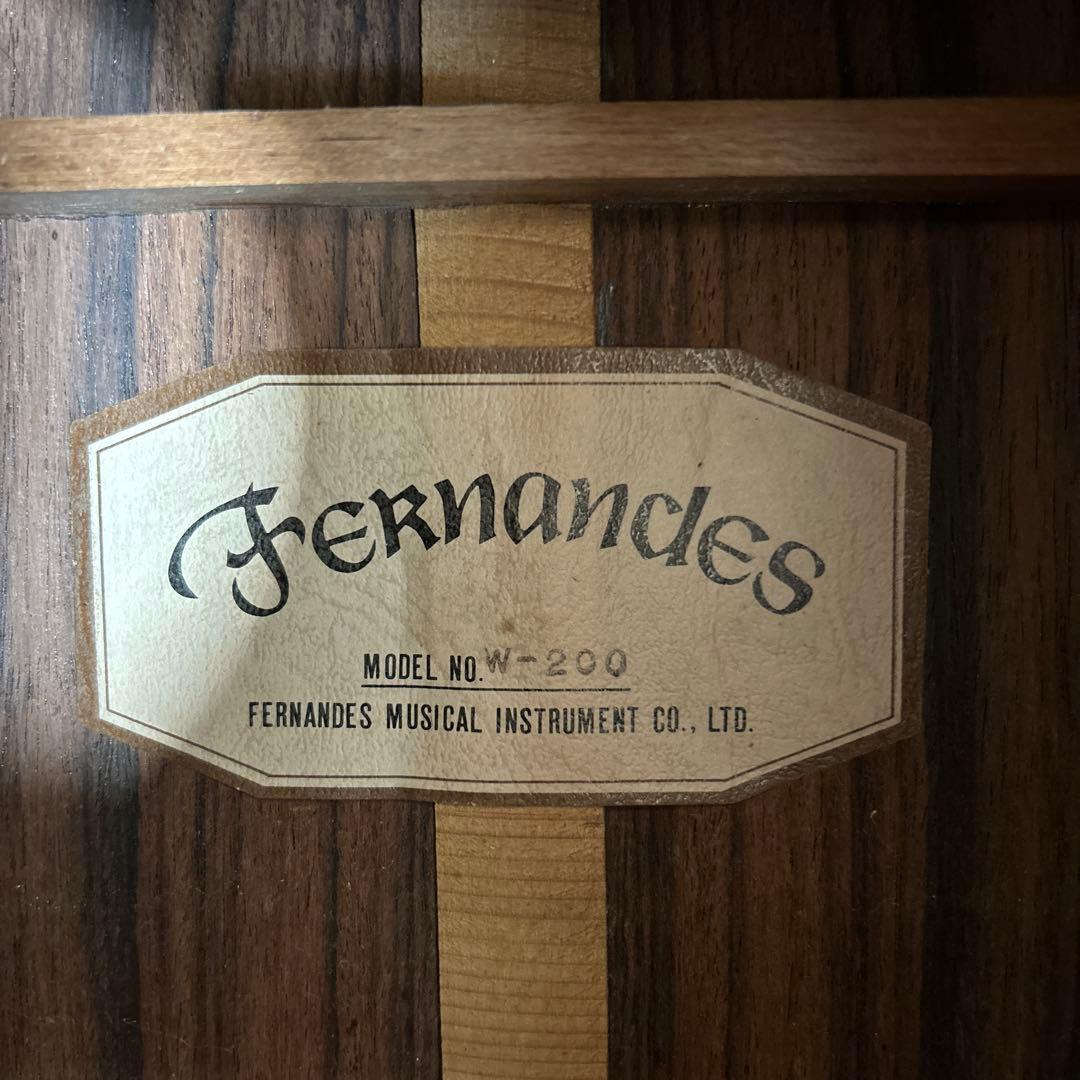 Fernandes
MODEL NO. W-200
FERNANDES MUSICAL INSTRUMENT CO., LTD.